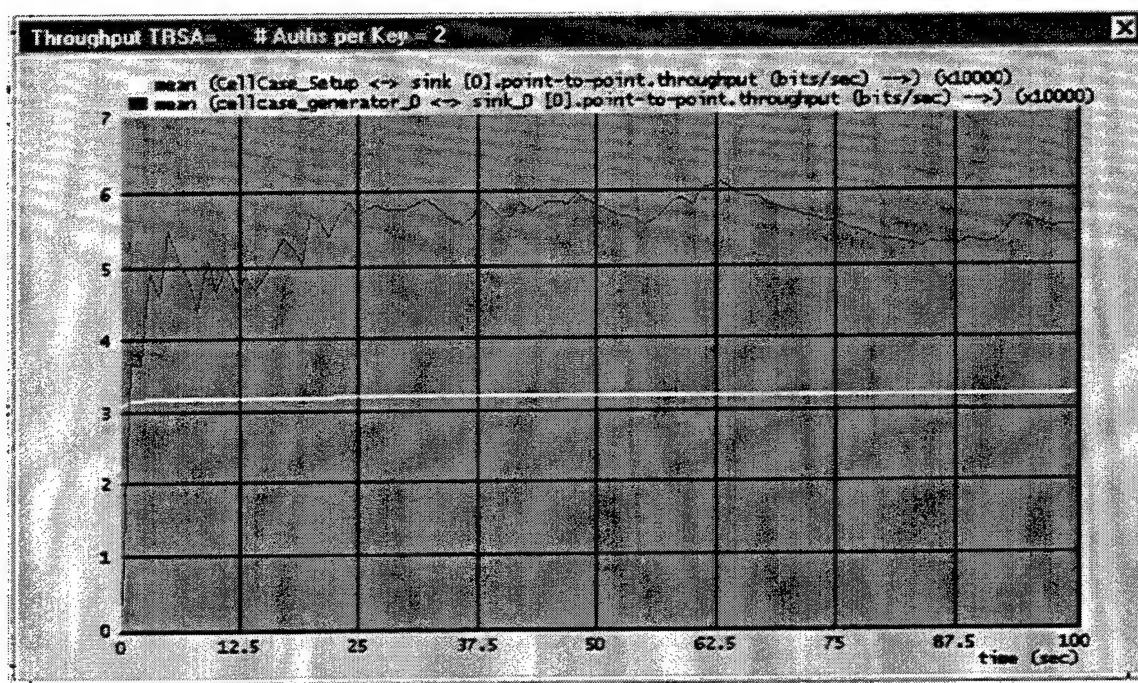 Throughput TRSA= # Auths per Key = 2
mean (CellCase_Setup <-> sink [0].point-to-point.throughput (bits/sec) -->) (x10000)
mean (cellcase_generator_0 <-> sink_0 [0].point-to-point.throughput (bits/sec) -->) (x10000)
7
6
5
4
3
2
1
0
0 12.5 25 37.5 50 62.5 75 87.5 100
time (sec)